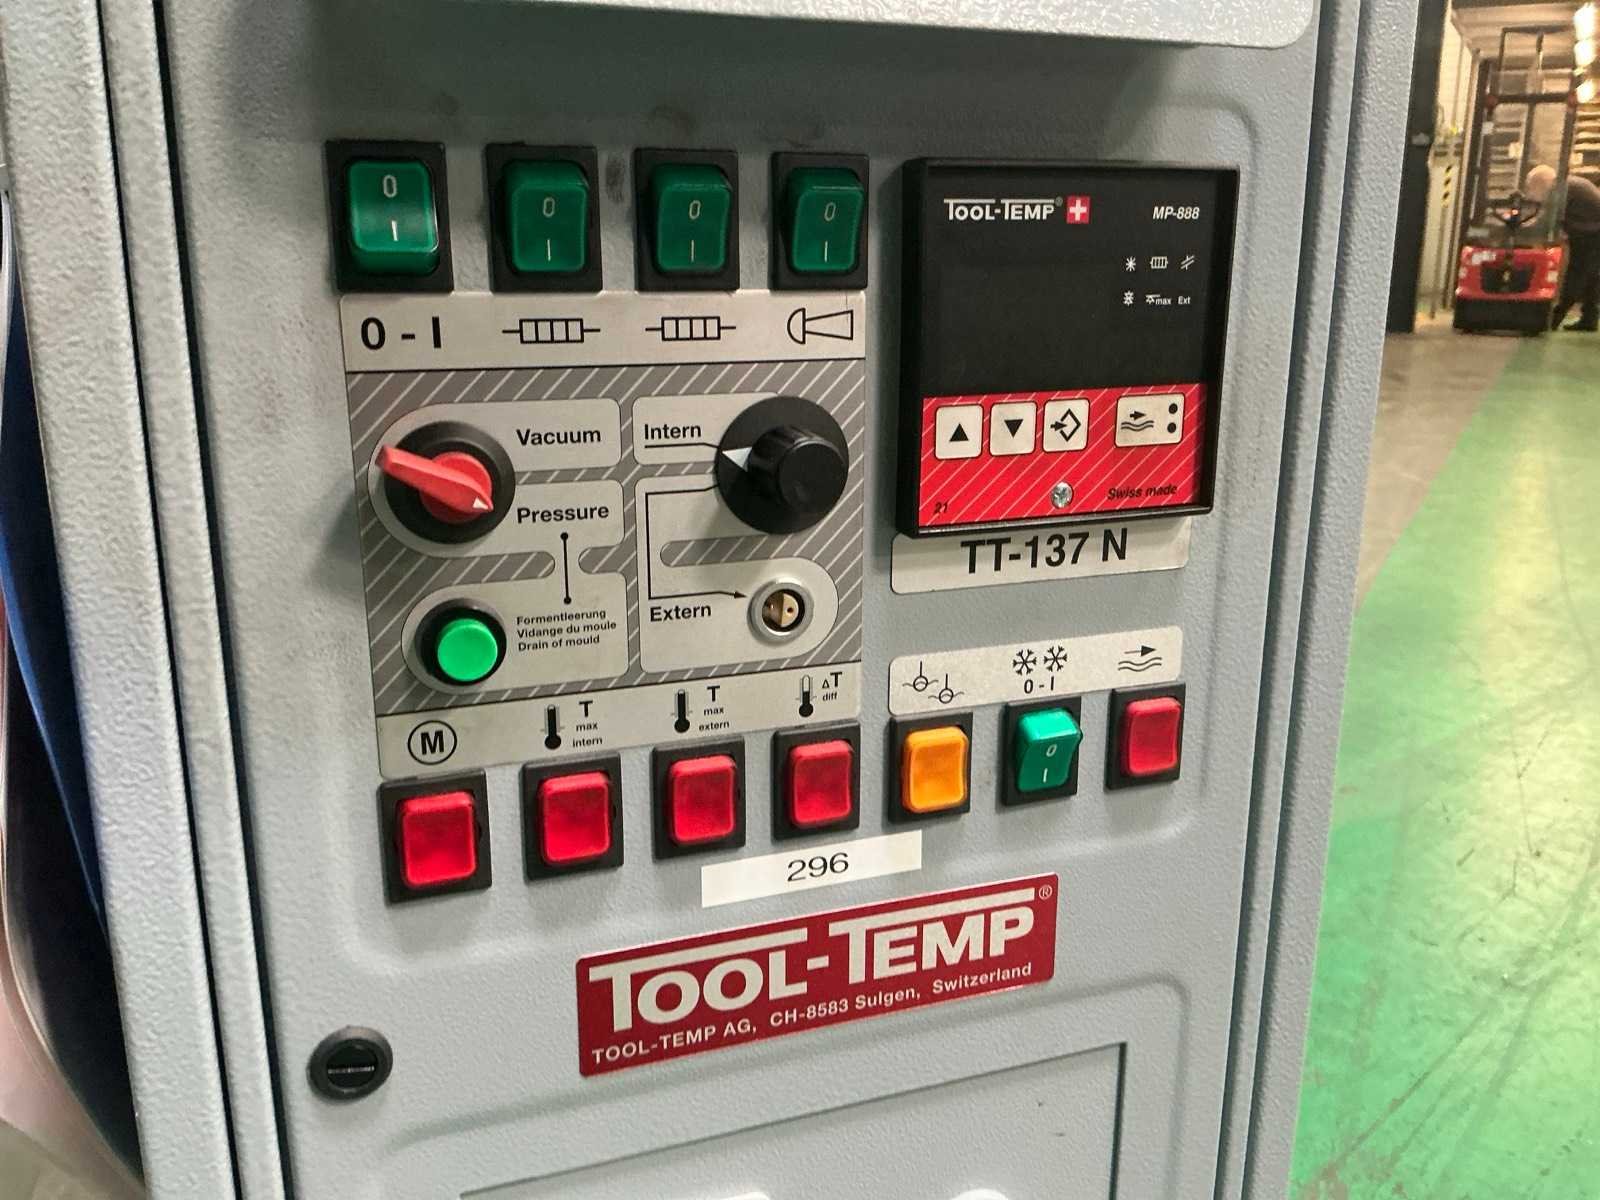 0
I
0
I
0
I
0
I
0 - I
TOOL-TEMP®
MP-888
max
Ext
Vacuum
Pressure
Formentleerung
Vidange du moule
Drain of mould
Intern
Extern
21
Swiss made
TT-137 N
0 - I
M
T
max
intern
T
max
extern
ΔT
diff
0
I
296
TOOL-TEMP®
TOOL-TEMP AG, CH-8583 Sulgen, Switzerland